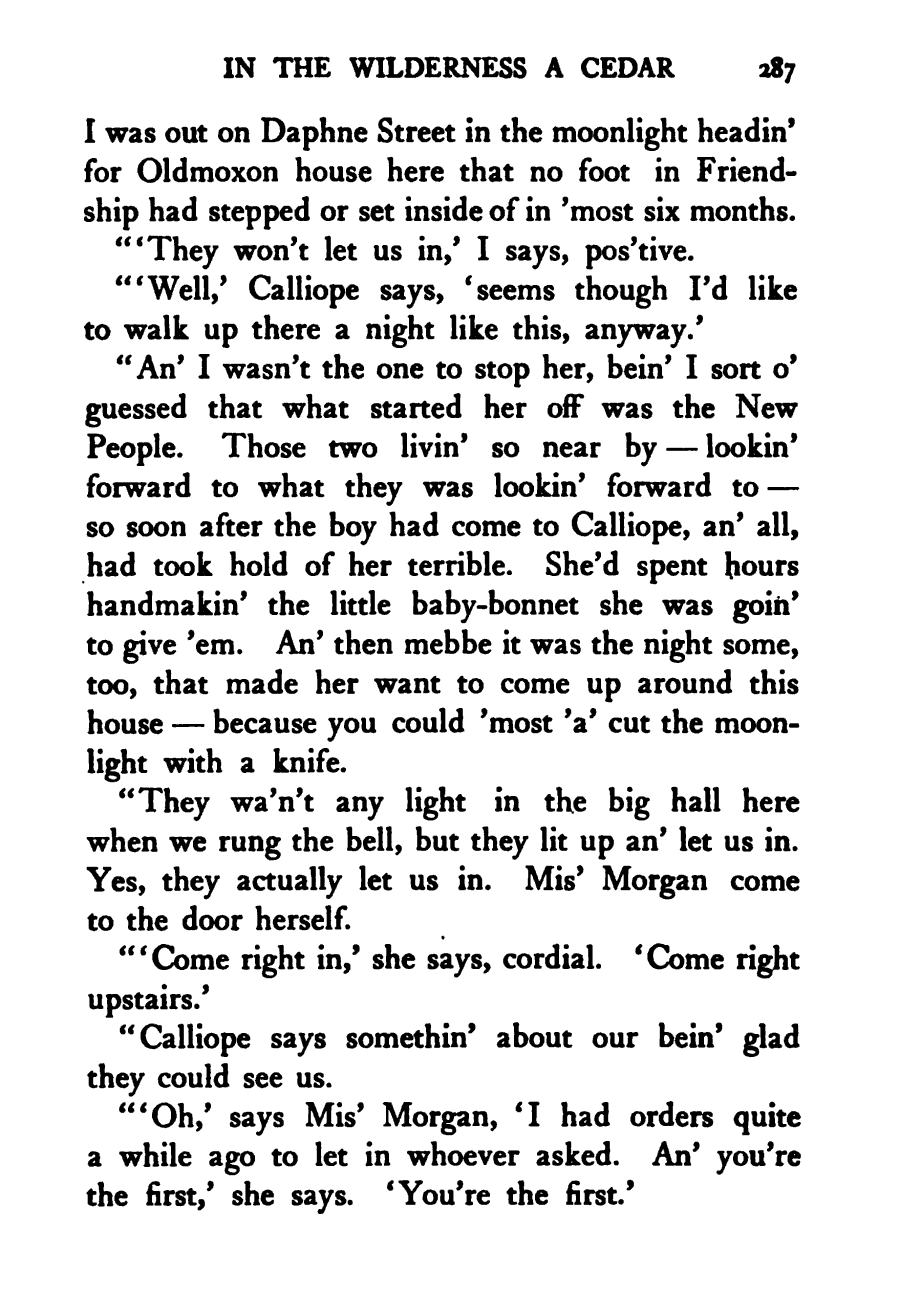 IN THE WILDERNESS A CEDAR 287
I was out on Daphne Street in the moonlight headin’
for Oldmoxon house here that no foot in Friend-
ship had stepped or set inside of in ’most six months.
“‘They won’t let us in,’ I says, pos’tive.
“‘Well,’ Calliope says, ‘seems though I’d like
to walk up there a night like this, anyway.’
“An’ I wasn’t the one to stop her, bein’ I sort o’
guessed that what started her off was the New
People. Those two livin’ so near by — lookin’
forward to what they was lookin’ forward to —
so soon after the boy had come to Calliope, an’ all,
had took hold of her terrible. She’d spent hours
handmakin’ the little baby-bonnet she was goin’
to give ’em. An’ then mebbe it was the night some,
too, that made her want to come up around this
house — because you could ’most ’a’ cut the moon-
light with a knife.
“They wa’n’t any light in the big hall here
when we rung the bell, but they lit up an’ let us in.
Yes, they actually let us in. Mis’ Morgan come
to the door herself.
“‘Come right in,’ she says, cordial. ‘Come right
upstairs.’
“Calliope says somethin’ about our bein’ glad
they could see us.
“‘Oh,’ says Mis’ Morgan, ‘I had orders quite
a while ago to let in whoever asked. An’ you’re
the first,’ she says. ‘You’re the first.’